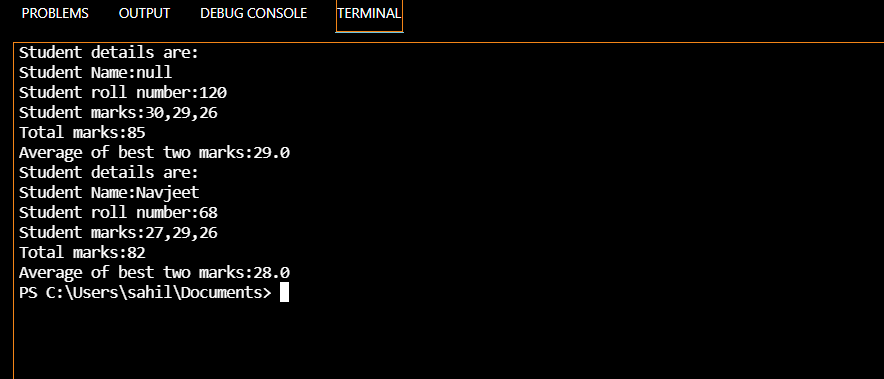 PROBLEMS OUTPUT DEBUG CONSOLE TERMINAL
Student details are:
Student Name:null
Student roll number:120
Student marks:30,29,26
Total marks:85
Average of best two marks:29.0
Student details are:
Student Name:Navjeet
Student roll number:68
Student marks:27,29,26
Total marks:82
Average of best two marks:28.0
PS C:\Users\sahil\Documents>